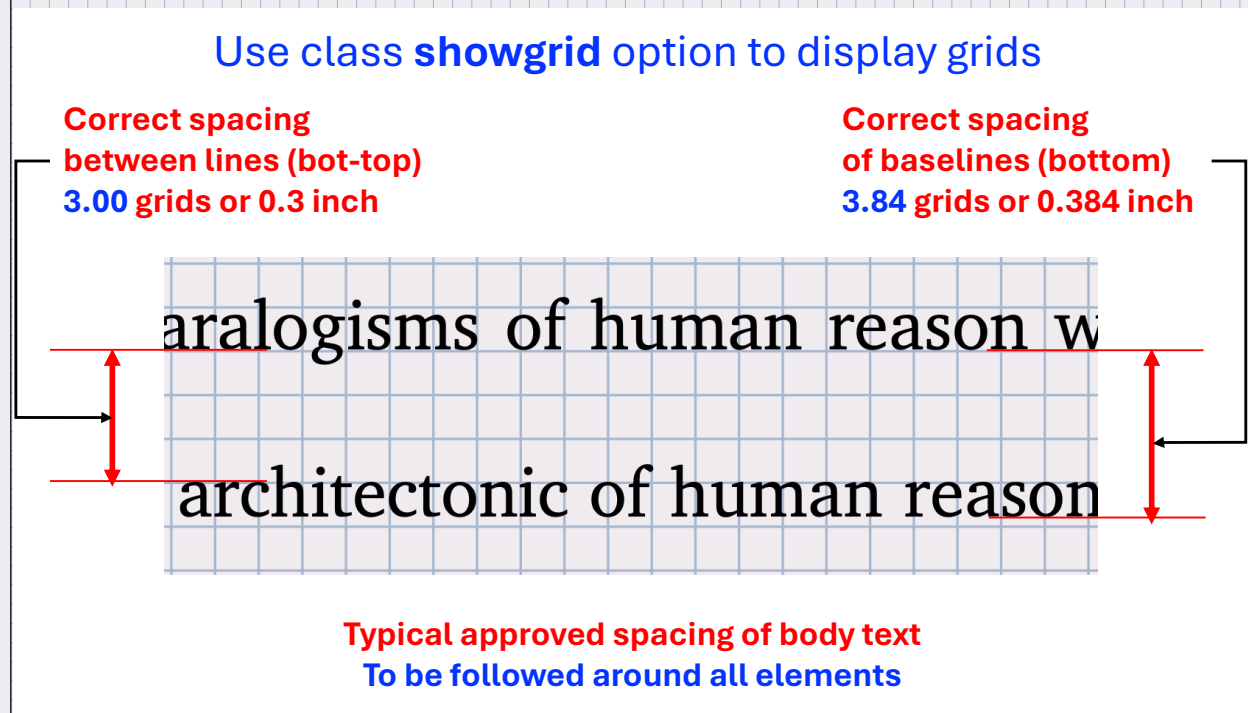 Use class showgrid option to display grids
Correct spacing
between lines (bot-top)
3.00 grids or 0.3 inch
Correct spacing
of baselines (bottom)
3.84 grids or 0.384 inch
aralogisms of human reason w
architectonic of human reason
Typical approved spacing of body text
To be followed around all elements